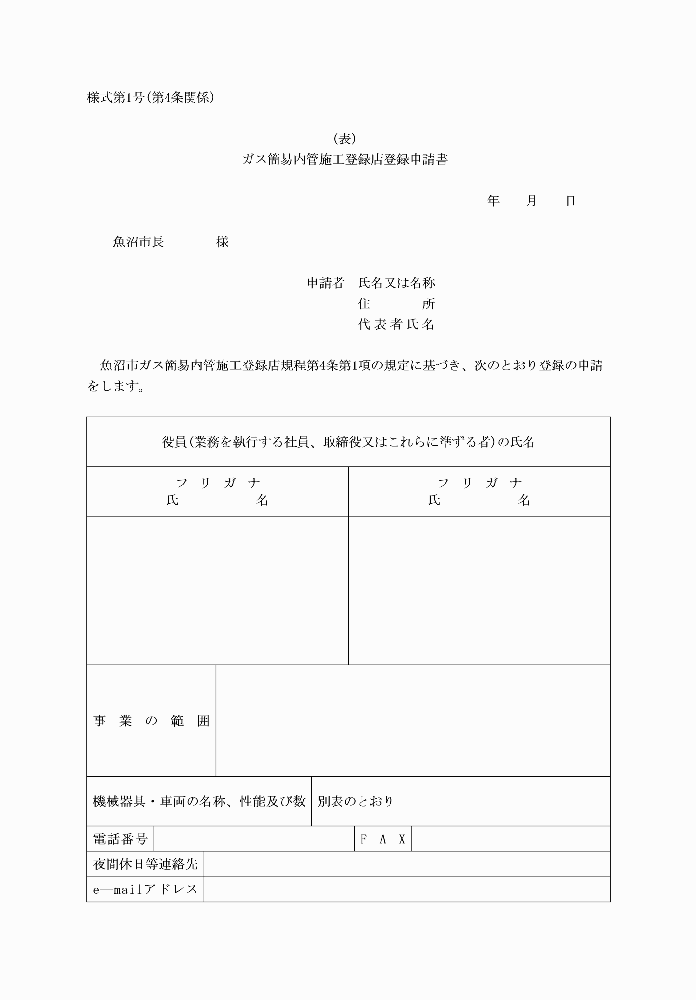 様式第1号(第4条関係)
(表)
ガス簡易内管施工登録店登録申請書
年　　月　　日
魚沼市長　　　　様
申請者　氏名又は名称
住　　　　所
代表者氏名
魚沼市ガス簡易内管施工登録店規程第4条第1項の規定に基づき、次のとおり登録の申請
をします。
役員(業務を執行する社員、取締役又はこれらに準ずる者)の氏名
フ　リ　ガ　ナ　　フ　リ　ガ　ナ
氏　　　　　　名　　氏　　　　　　名
事　業　の　範　囲
機械器具・車両の名称、性能及び数　別表のとおり
電話番号　F　A　X
夜間休日等連絡先
e―mailアドレス